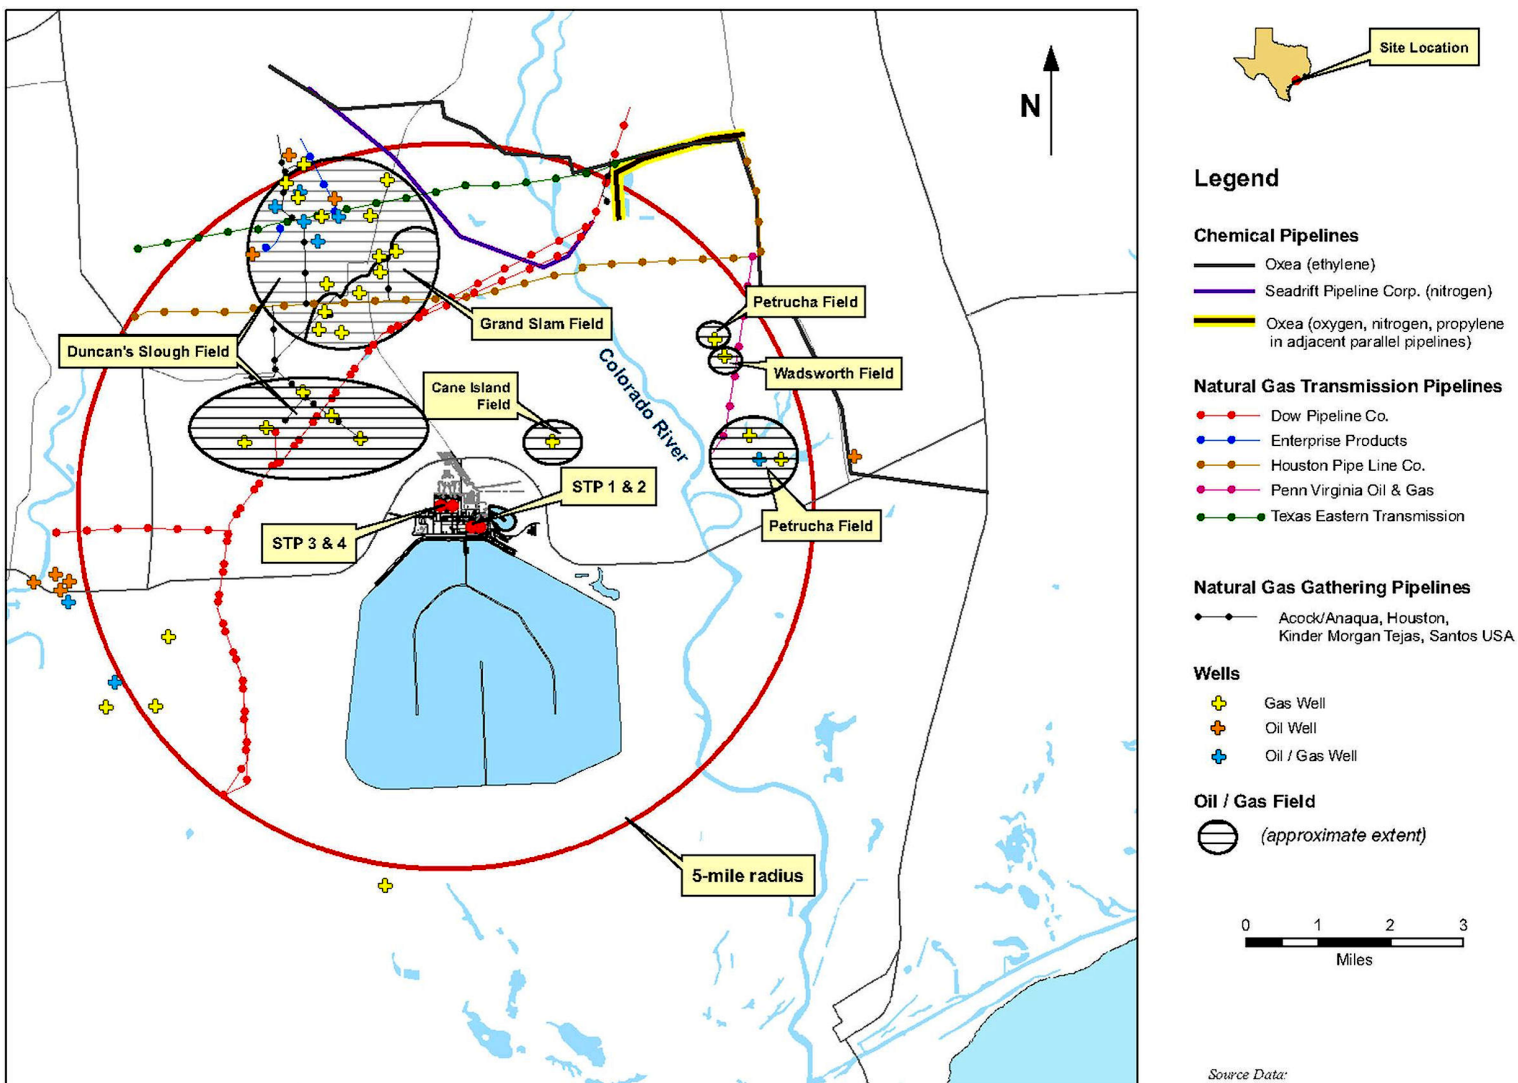 N
Grand Slam Field
Duncan's Slough Field
Cane Island
Field
STP 1 & 2
STP 3 & 4
Colorado River
Petrucha Field
Wadsworth Field
Petrucha Field
5-mile radius
Site Location
Legend
Chemical Pipelines
Oxea (ethylene)
Seadrift Pipeline Corp. (nitrogen)
Oxea (oxygen, nitrogen, propylene
in adjacent parallel pipelines)
Natural Gas Transmission Pipelines
Dow Pipeline Co.
Enterprise Products
Houston Pipe Line Co.
Penn Virginia Oil & Gas
Texas Eastern Transmission
Natural Gas Gathering Pipelines
Acock/Anaqua, Houston,
Kinder Morgan Tejas, Santos USA
Wells
Gas Well
Oil Well
Oil / Gas Well
Oil / Gas Field
(approximate extent)
0 1 2 3
Miles
Source Data: